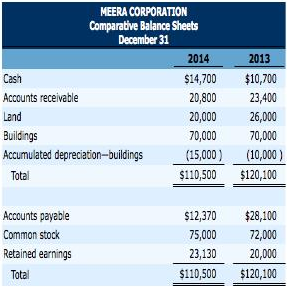 MEERA CORPORATION
Comparative Balance Sheets
December 31
2014 2013
Cash $14,700 $10,700
Accounts receivable 20,800 23,400
Land 20,000 26,000
Buildings 70,000 70,000
Accumulated depreciation—buildings (15,000 ) (10,000 )
Total $110,500 $120,100
Accounts payable $12,370 $28,100
Common stock 75,000 72,000
Retained earnings 23,130 20,000
Total $110,500 $120,100